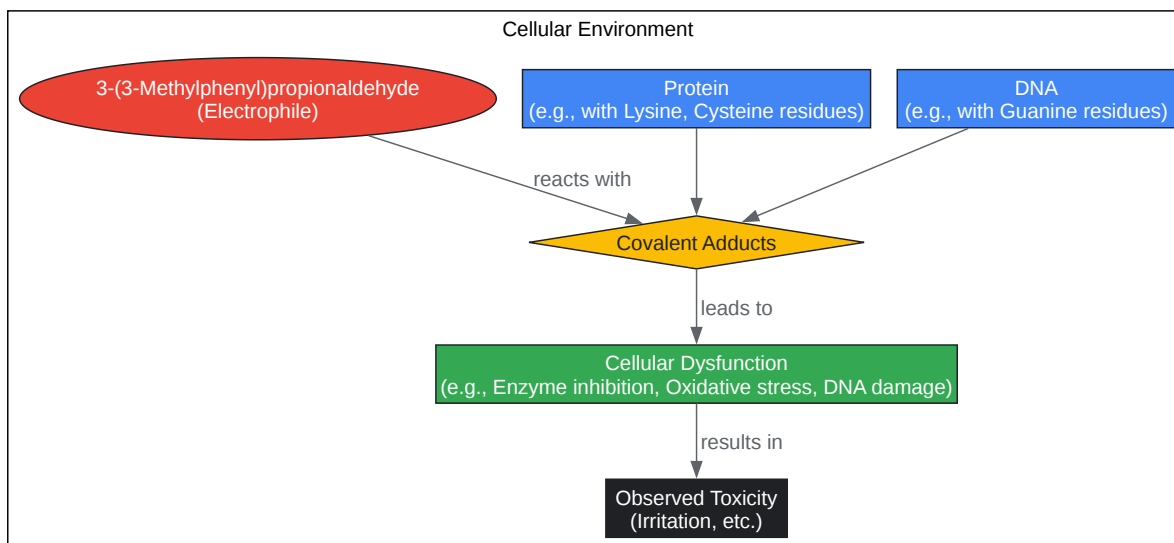 Cellular Environment
3-(3-Methylphenyl)propionaldehyde
(Electrophile)
Protein
(e.g., with Lysine, Cysteine residues)
DNA
(e.g., with Guanine residues)
reacts with
Covalent Adducts
leads to
Cellular Dysfunction
(e.g., Enzyme inhibition, Oxidative stress, DNA damage)
results in
Observed Toxicity
(Irritation, etc.)